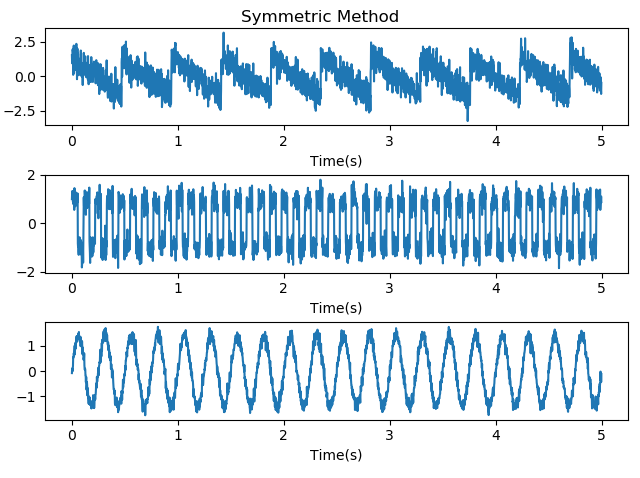 Symmetric Method
2.5
0.0
−2.5
0 1 2 3 4 5
Time(s)
2
0
−2
0 1 2 3 4 5
Time(s)
1
0
−1
0 1 2 3 4 5
Time(s)